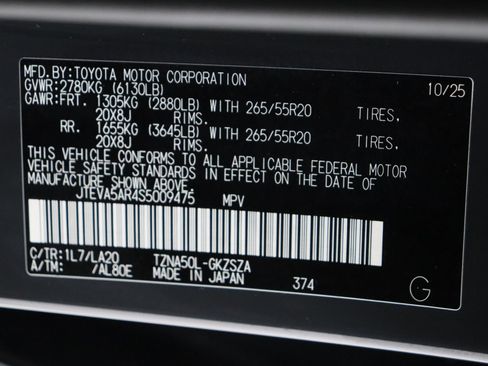 MFD.BY:TOYOTA MOTOR CORPORATION 10/25
GVWR:2780KG (6130LB)
GAWR:FRT. 1305KG (2880LB) WITH 265/55R20 TIRES,
20X8J RIMS.
RR. 1655KG (3645LB) WITH 265/55R20 TIRES,
20X8J RIMS.
THIS VEHICLE CONFORMS TO ALL APPLICABLE FEDERAL MOTOR
VEHICLE SAFETY STANDARDS IN EFFECT ON THE DATE OF
MANUFACTURE SHOWN ABOVE.
JTEVA5AR4S5009475 MPV
C/TR:1L7/LA20 TZNA50L-GKZSZA
A/TM: /AL80E MADE IN JAPAN 374 G